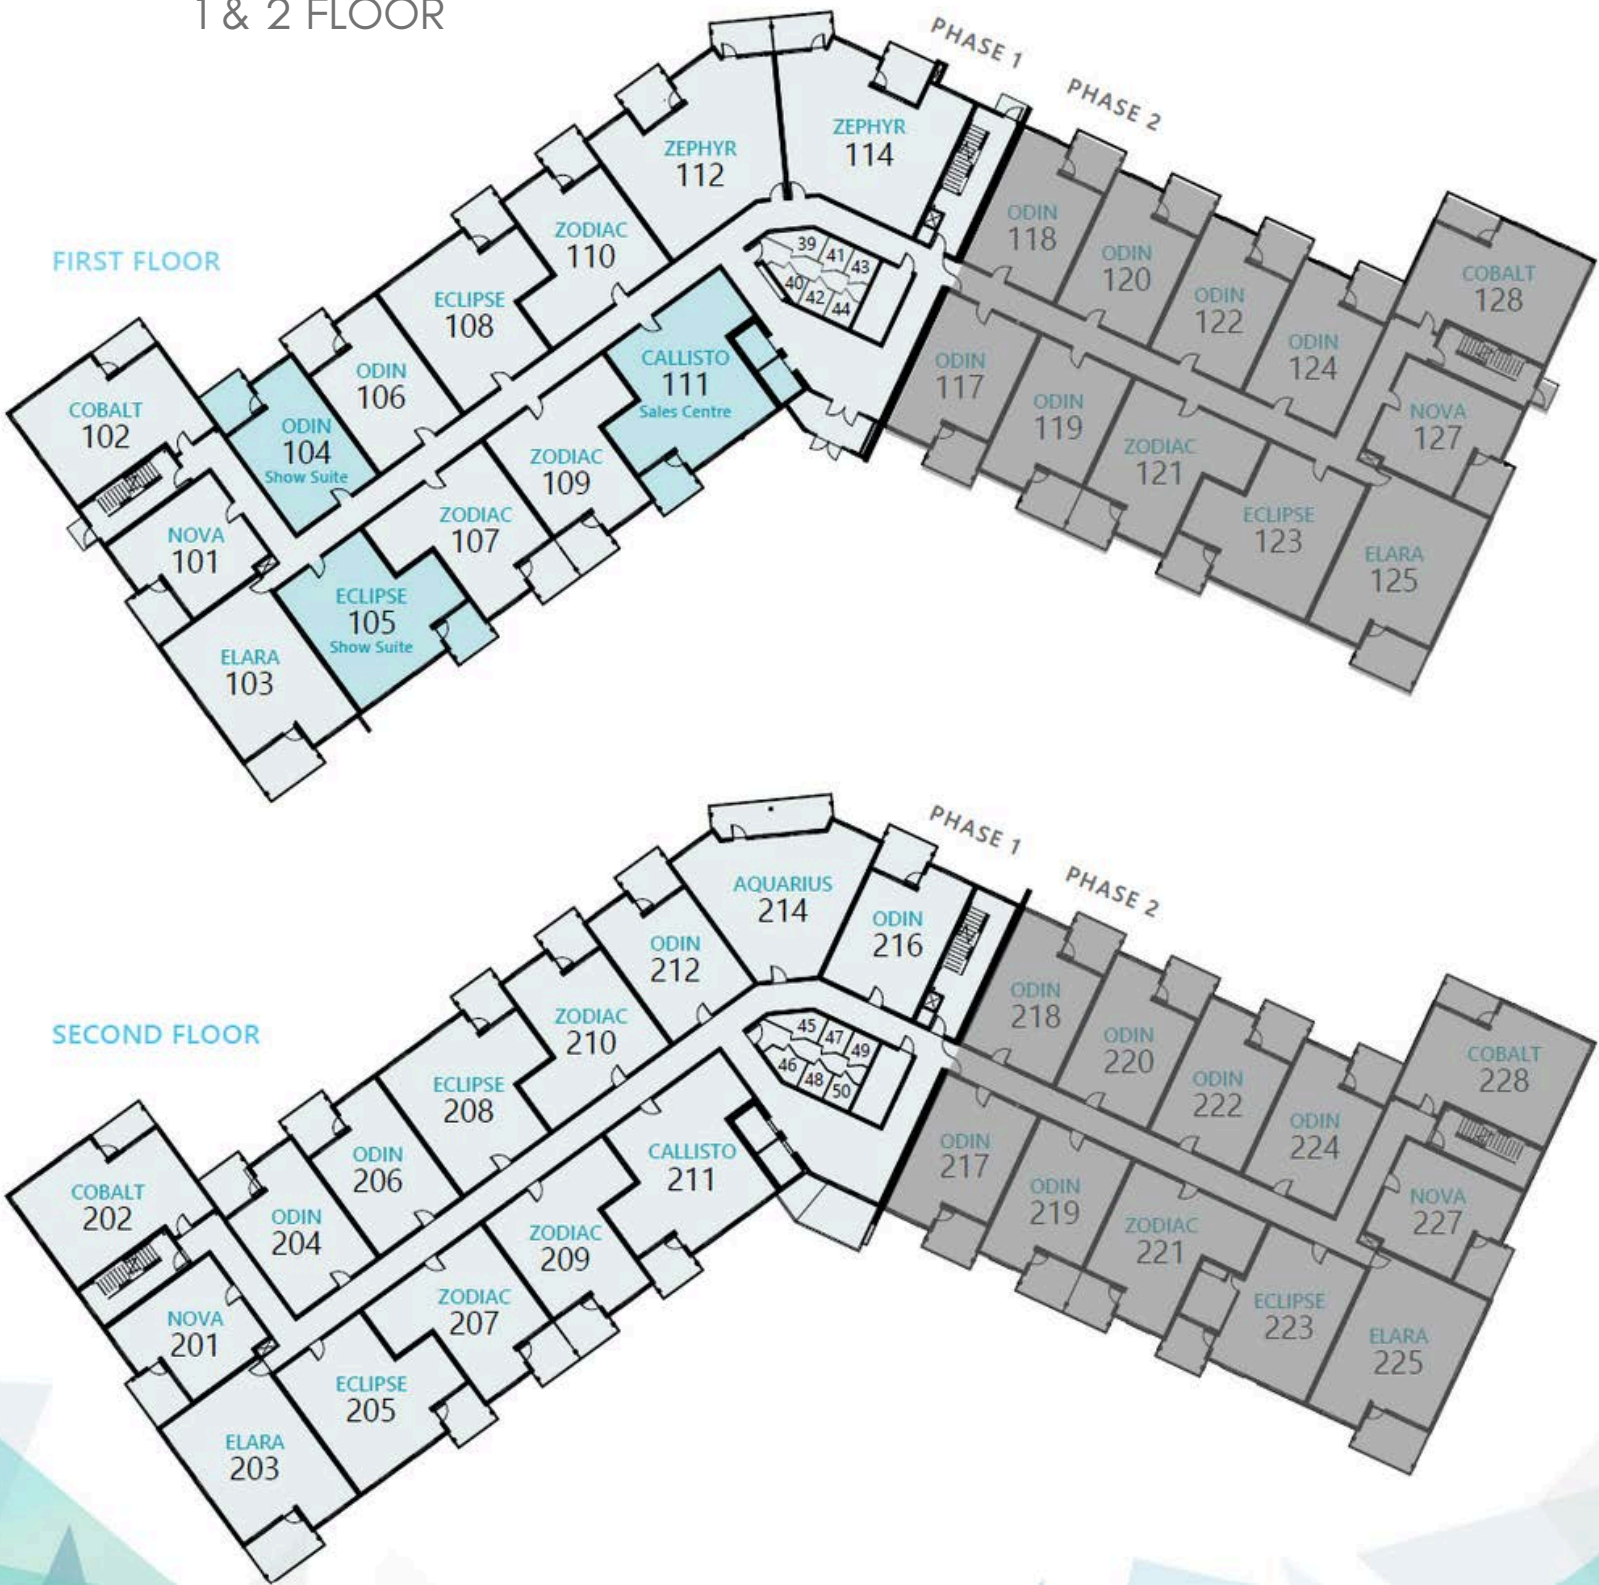 1 & 2 FLOOR
PHASE 1
PHASE 2
FIRST FLOOR
ZEPHYR
112
ZEPHYR
114
ZODIAC
110
ECLIPSE
108
ODIN
106
ODIN
104
Show Suite
COBALT
102
NOVA
101
ELARA
103
ECLIPSE
105
Show Suite
ZODIAC
107
ZODIAC
109
CALLISTO
111
Sales Centre
39
41
43
40
42
44
ODIN
118
ODIN
120
ODIN
122
ODIN
124
COBALT
128
ODIN
117
ODIN
119
ZODIAC
121
ECLIPSE
123
ELARA
125
NOVA
127
PHASE 1
PHASE 2
SECOND FLOOR
AQUARIUS
214
ODIN
216
ODIN
212
ZODIAC
210
ECLIPSE
208
ODIN
206
ODIN
204
COBALT
202
NOVA
201
ELARA
203
ECLIPSE
205
ZODIAC
207
ZODIAC
209
CALLISTO
211
45
47
49
46
48
50
ODIN
218
ODIN
220
ODIN
222
ODIN
224
COBALT
228
ODIN
217
ODIN
219
ZODIAC
221
ECLIPSE
223
ELARA
225
NOVA
227